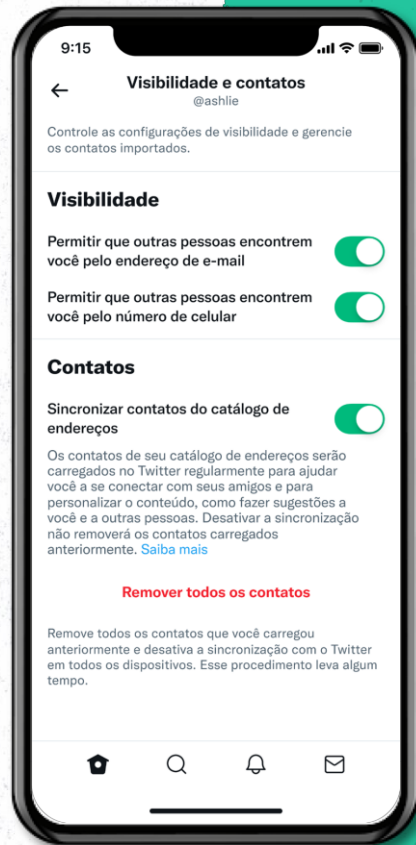 9:15
Visibilidade e contatos
@ashlie
Controle as configurações de visibilidade e gerencie
os contatos importados.
Visibilidade
Permitir que outras pessoas encontrem
você pelo endereço de e-mail
Permitir que outras pessoas encontrem
você pelo número de celular
Contatos
Sincronizar contatos do catálogo de
endereços
Os contatos de seu catálogo de endereços serão
carregados no Twitter regularmente para ajudar
você a se conectar com seus amigos e para
personalizar o conteúdo, como fazer sugestões a
você e a outras pessoas. Desativar a sincronização
não removerá os contatos carregados
anteriormente. Saiba mais
Remover todos os contatos
Remove todos os contatos que você carregou
anteriormente e desativa a sincronização com o Twitter
em todos os dispositivos. Esse procedimento leva algum
tempo.